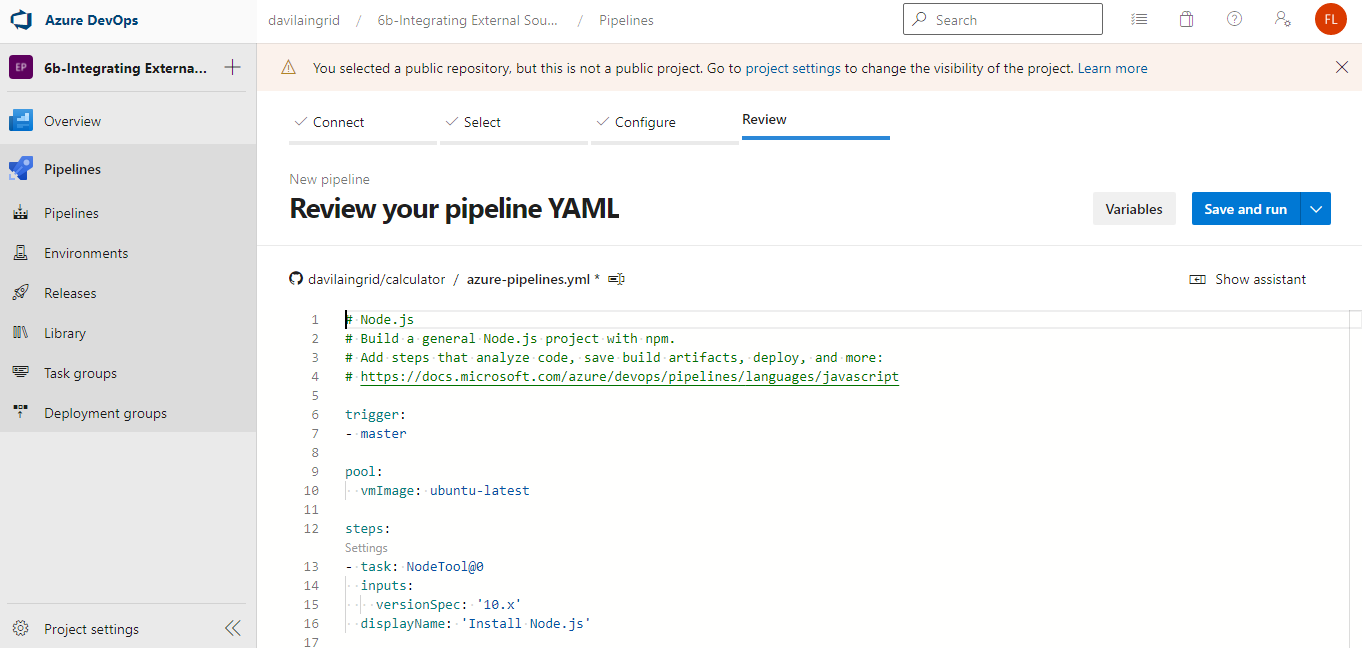 Azure DevOps
davilaingrid / 6b-Integrating External Sou... / Pipelines
Search
FL
EP 6b-Integrating Externa...
Overview
Pipelines
Pipelines
Environments
Releases
Library
Task groups
Deployment groups
Project settings
You selected a public repository, but this is not a public project. Go to project settings to change the visibility of the project. Learn more
Connect
Select
Configure
Review
New pipeline
Review your pipeline YAML
Variables
Save and run
davilaingrid/calculator / azure-pipelines.yml *
Show assistant
1 # Node.js
2 # Build a general Node.js project with npm.
3 # Add steps that analyze code, save build artifacts, deploy, and more:
4 # https://docs.microsoft.com/azure/devops/pipelines/languages/javascript
5
6 trigger:
7 - master
8
9 pool:
10   vmImage: ubuntu-latest
11
12 steps:
Settings
13 - task: NodeTool@0
14   inputs:
15     versionSpec: '10.x'
16   displayName: 'Install Node.js'
17